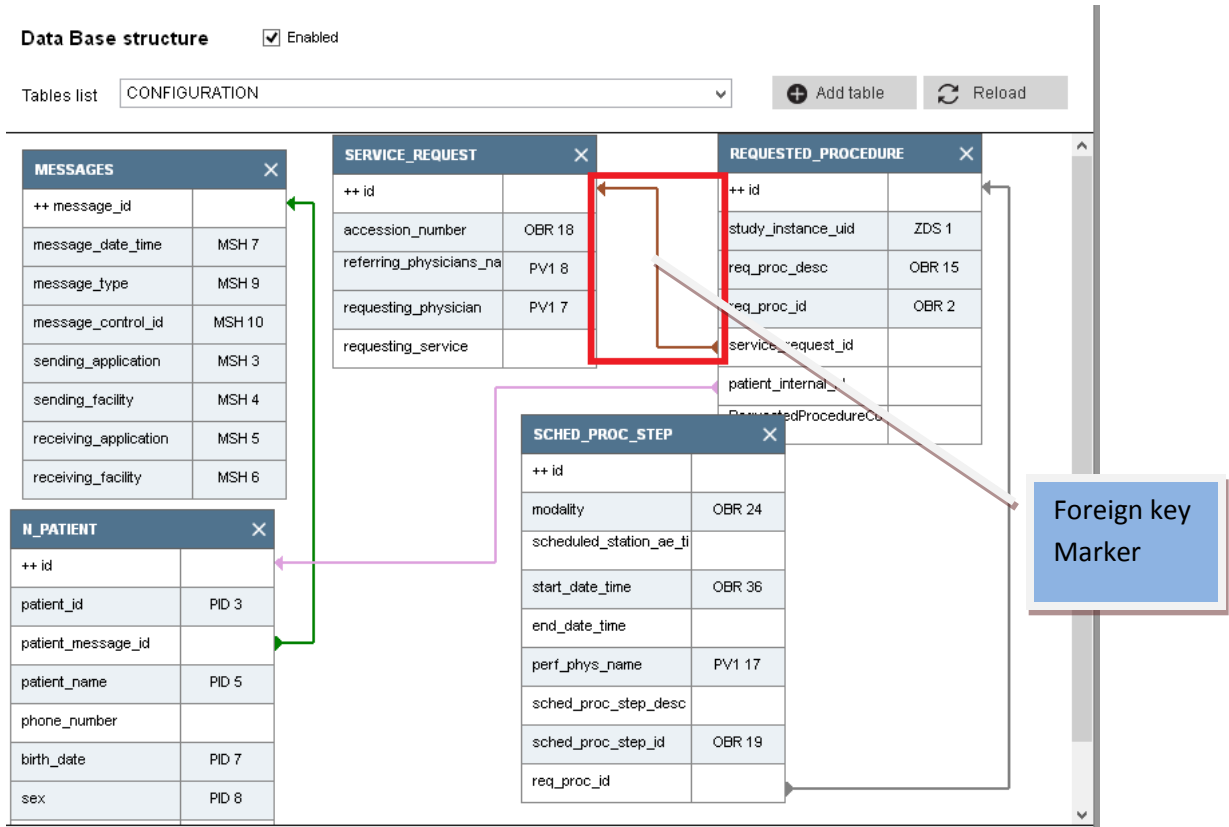 Data Base structure
Enabled
Tables list
CONFIGURATION
Add table
Reload
MESSAGES
++ message_id
message_date_time MSH 7
message_type MSH 9
message_control_id MSH 10
sending_application MSH 3
sending_facility MSH 4
receiving_application MSH 5
receiving_facility MSH 6
SERVICE_REQUEST
++ id
accession_number OBR 18
referring_physicians_na PV1 8
requesting_physician PV1 7
requesting_service
REQUESTED_PROCEDURE
++ id
study_instance_uid ZDS 1
req_proc_desc OBR 15
req_proc_id OBR 2
service_request_id
patient_internal_id
RequestedProcedureCo
N_PATIENT
++ id
patient_id PID 3
patient_message_id
patient_name PID 5
phone_number
birth_date PID 7
sex PID 8
SCHED_PROC_STEP
++ id
modality OBR 24
scheduled_station_ae_ti
start_date_time OBR 36
end_date_time
perf_phys_name PV1 17
sched_proc_step_desc
sched_proc_step_id OBR 19
req_proc_id
Foreign key
Marker